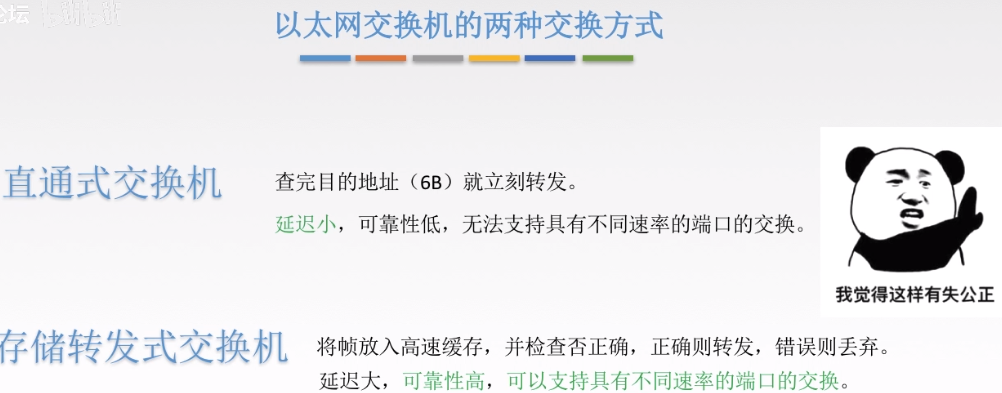 论坛
以太网交换机的两种交换方式
直通式交换机
查完目的地址（6B）就立刻转发。
延迟小，可靠性低，无法支持具有不同速率的端口的交换。
我觉得这样有失公正
存储转发式交换机
将帧放入高速缓存，并检查否正确，正确则转发，错误则丢弃。
延迟大，可靠性高，可以支持具有不同速率的端口的交换。